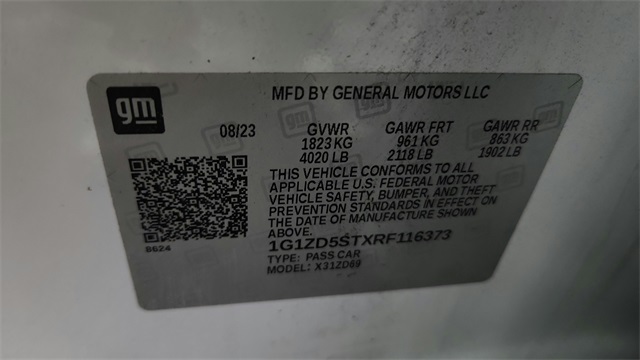 gm
MFD BY GENERAL MOTORS LLC
08/23 GVWR GAWR FRT GAWR RR
1823 KG 961 KG 863 KG
4020 LB 2118 LB 1902 LB
THIS VEHICLE CONFORMS TO ALL
APPLICABLE U.S. FEDERAL MOTOR
VEHICLE SAFETY, BUMPER, AND THEFT
PREVENTION STANDARDS IN EFFECT ON
THE DATE OF MANUFACTURE SHOWN
ABOVE.
8624
1G1ZD5STXRF116373
TYPE: PASS CAR
MODEL: X31ZD69